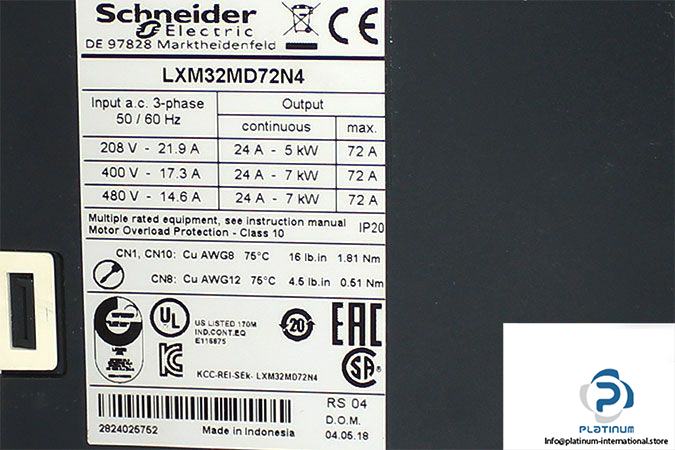 Schneider
Electric
DE 97828 Marktheidenfeld
CE
LXM32MD72N4
Input a.c. 3-phase
50 / 60 Hz
Output
continuous
max.
208 V - 21.9 A
24 A - 5 kW
72 A
400 V - 17.3 A
24 A - 7 kW
72 A
480 V - 14.6 A
24 A - 7 kW
72 A
Multiple rated equipment, see instruction manual
Motor Overload Protection - Class 10
IP20
CN1, CN10: Cu AWG8 75°C 16 lb.in 1.81 Nm
CN8: Cu AWG12 75°C 4.5 lb.in 0.51 Nm
UL
US LISTED 170M
IND.CONT.EQ
E116875
20
EAC
KCC-REI-SEk- LXM32MD72N4
SA
2824025752
Made in Indonesia
RS 04
D.O.M.
04.05.18
PLATINUM
Info@platinum-international.store